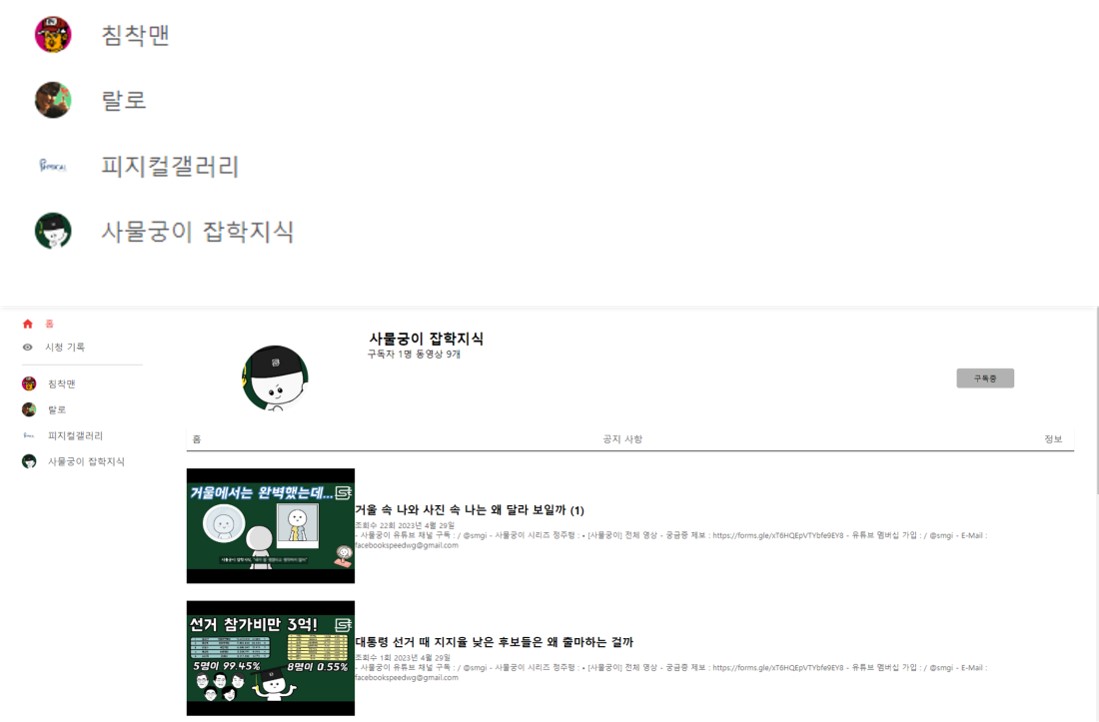 침착맨
랄로
피지컬갤러리
사물궁이 잡학지식
홈
시청 기록
침착맨
랄로
피지컬갤러리
사물궁이 잡학지식
사물궁이 잡학지식
구독자 1명 동영상 9개
구독중
홈 공지 사항 정보
거울에서는 완벽했는데...
거울 속 나와 사진 속 나는 왜 달라 보일까 (1)
조회수 22회 2023년 4월 29일
- 사물궁이 유튜브 채널 구독 : / @smgi - 사물궁이 시리즈 정주행 : • [사물궁이] 전체 영상 - 궁금증 제보 : https://forms.gle/xT6HQEpVTYbfe9EY8 - 유튜브 멤버십 가입 : / @smgi - E-Mail :
facebookspeedwg@gmail.com
선거 참가비만 3억!
5명이 99.45% 8명이 0.55%
대통령 선거 때 지지율 낮은 후보들은 왜 출마하는 걸까
조회수 1회 2023년 4월 29일
- 사물궁이 유튜브 채널 구독 : / @smgi - 사물궁이 시리즈 정주행 : • [사물궁이] 전체 영상 - 궁금증 제보 : https://forms.gle/xT6HQEpVTYbfe9EY8 - 유튜브 멤버십 가입 : / @smgi - E-Mail :
facebookspeedwg@gmail.com